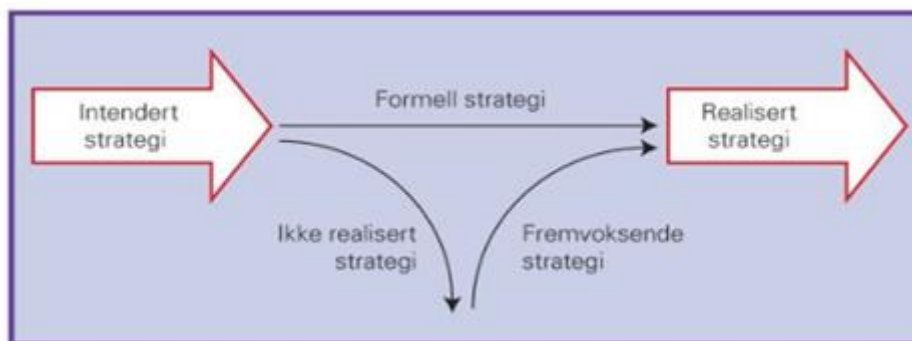 Formell strategi
Intendert
strategi
Realisert
strategi
Ikke realisert
strategi
Fremvoksende
strategi